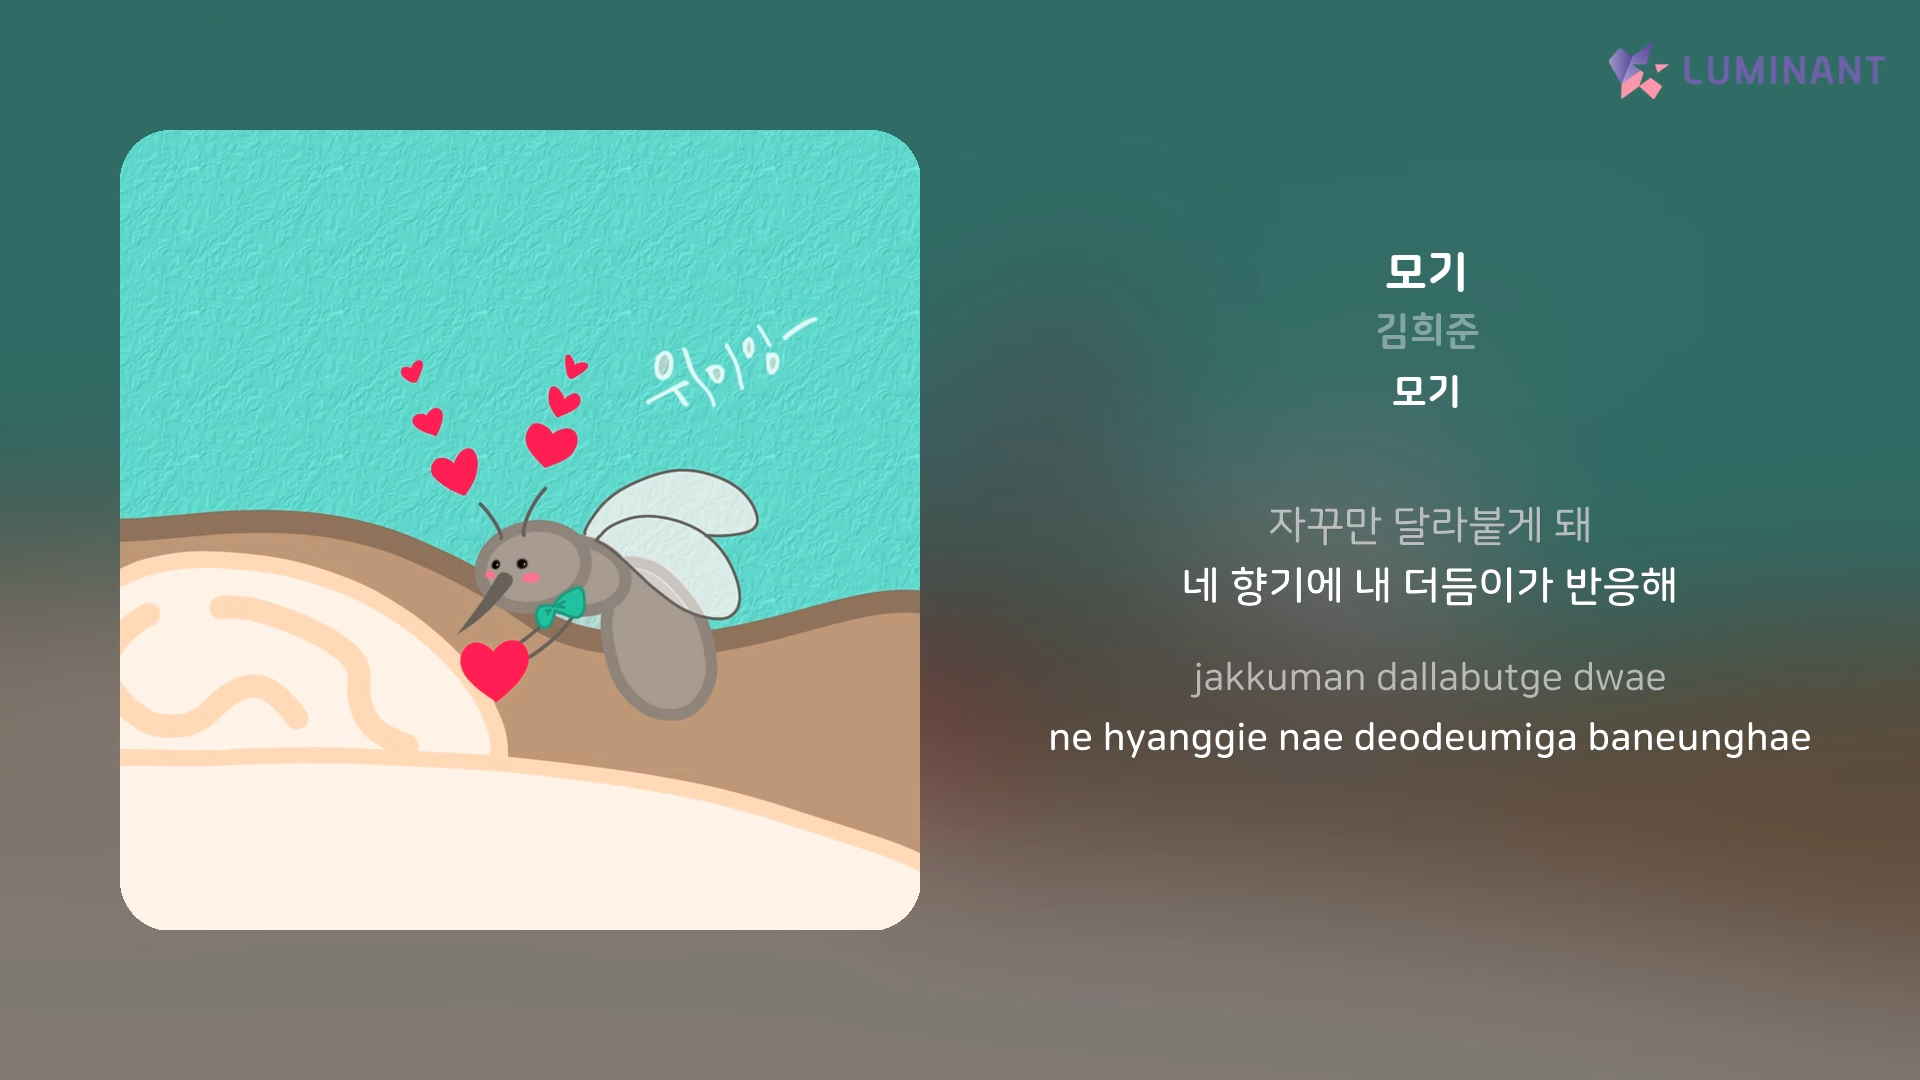 LUMINANT
위이잉ㅡ
모기
김희준
모기
자꾸만 달라붙게 돼
네 향기에 내 더듬이가 반응해
jakkuman dallabutge dwae
ne hyanggie nae deodeumiga baneunghae